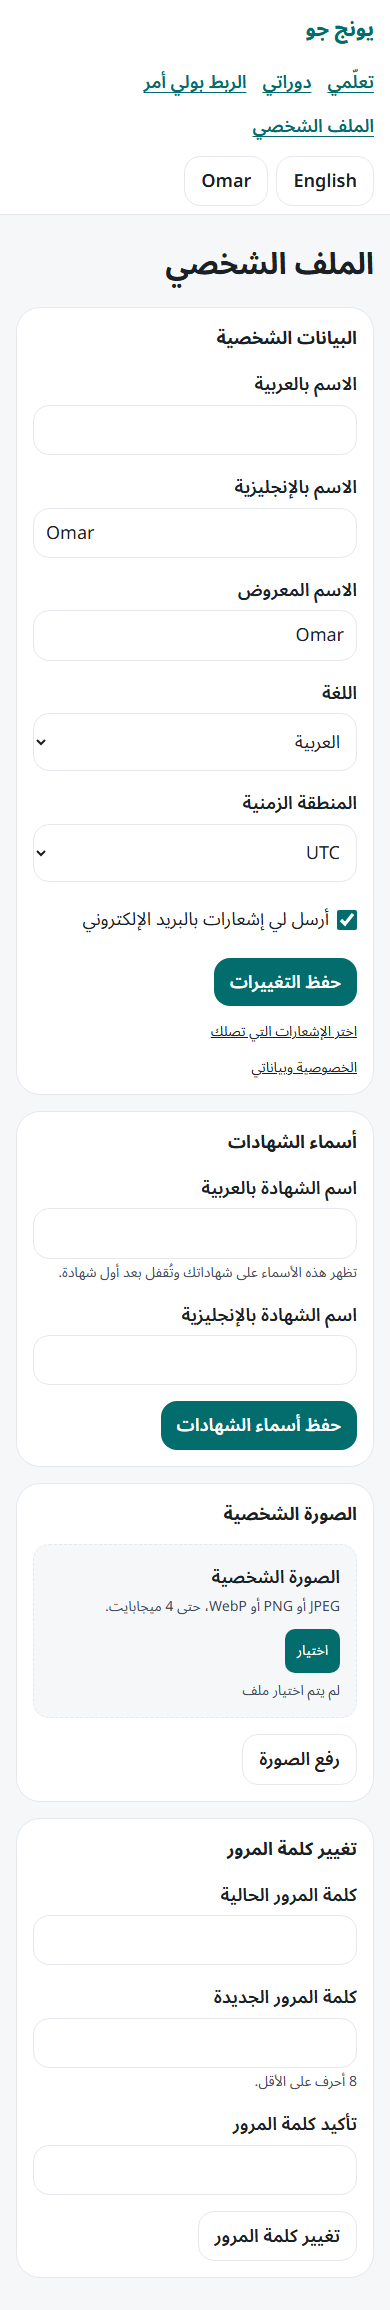 يونج جو
تعلّمي دوراتي الربط بولي أمر
الملف الشخصي
English Omar
الملف الشخصي
البيانات الشخصية
الاسم بالعربية
الاسم بالإنجليزية
Omar
الاسم المعروض
Omar
اللغة
العربية
المنطقة الزمنية
UTC
أرسل لي إشعارات بالبريد الإلكتروني
حفظ التغييرات
اختر الإشعارات التي تصلك
الخصوصية وبياناتي
أسماء الشهادات
اسم الشهادة بالعربية
تظهر هذه الأسماء على شهاداتك وتُقفل بعد أول شهادة.
اسم الشهادة بالإنجليزية
حفظ أسماء الشهادات
الصورة الشخصية
الصورة الشخصية
JPEG أو PNG أو WebP، حتى 4 ميجابايت.
اختيار
لم يتم اختيار ملف
رفع الصورة
تغيير كلمة المرور
كلمة المرور الحالية
كلمة المرور الجديدة
8 أحرف على الأقل.
تأكيد كلمة المرور
تغيير كلمة المرور